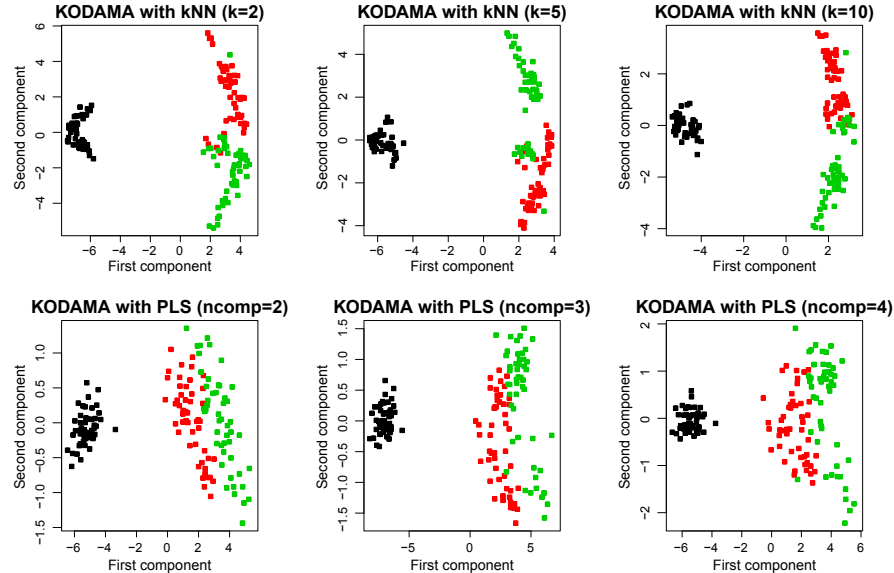 KODAMA with kNN (k=2)
Second component
6
4
2
0
−2
−4
−6 −4 −2 0 2 4
First component
KODAMA with kNN (k=5)
Second component
4
2
0
−2
−4
−6 −4 −2 0 2 4
First component
KODAMA with kNN (k=10)
Second component
2
0
−2
−4
−4 −2 0 2
First component
KODAMA with PLS (ncomp=2)
Second component
1.0
0.5
0.0
−0.5
−1.0
−1.5
−6 −4 −2 0 2 4
First component
KODAMA with PLS (ncomp=3)
Second component
1.5
1.0
0.5
0.0
−0.5
−1.0
−1.5
−5 0 5
First component
KODAMA with PLS (ncomp=4)
Second component
2
1
0
−1
−2
−6 −4 −2 0 2 4 6
First component